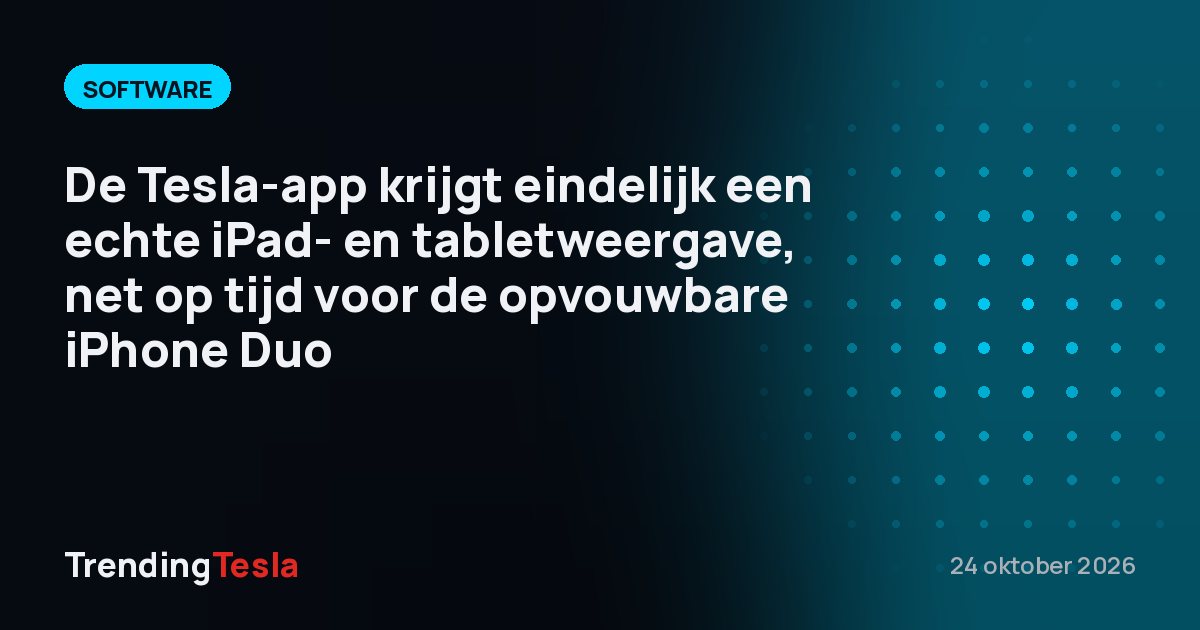 SOFTWARE
De Tesla-app krijgt eindelijk een
echte iPad- en tabletweergave,
net op tijd voor de opvouwbare
iPhone Duo
TrendingTesla
24 oktober 2026